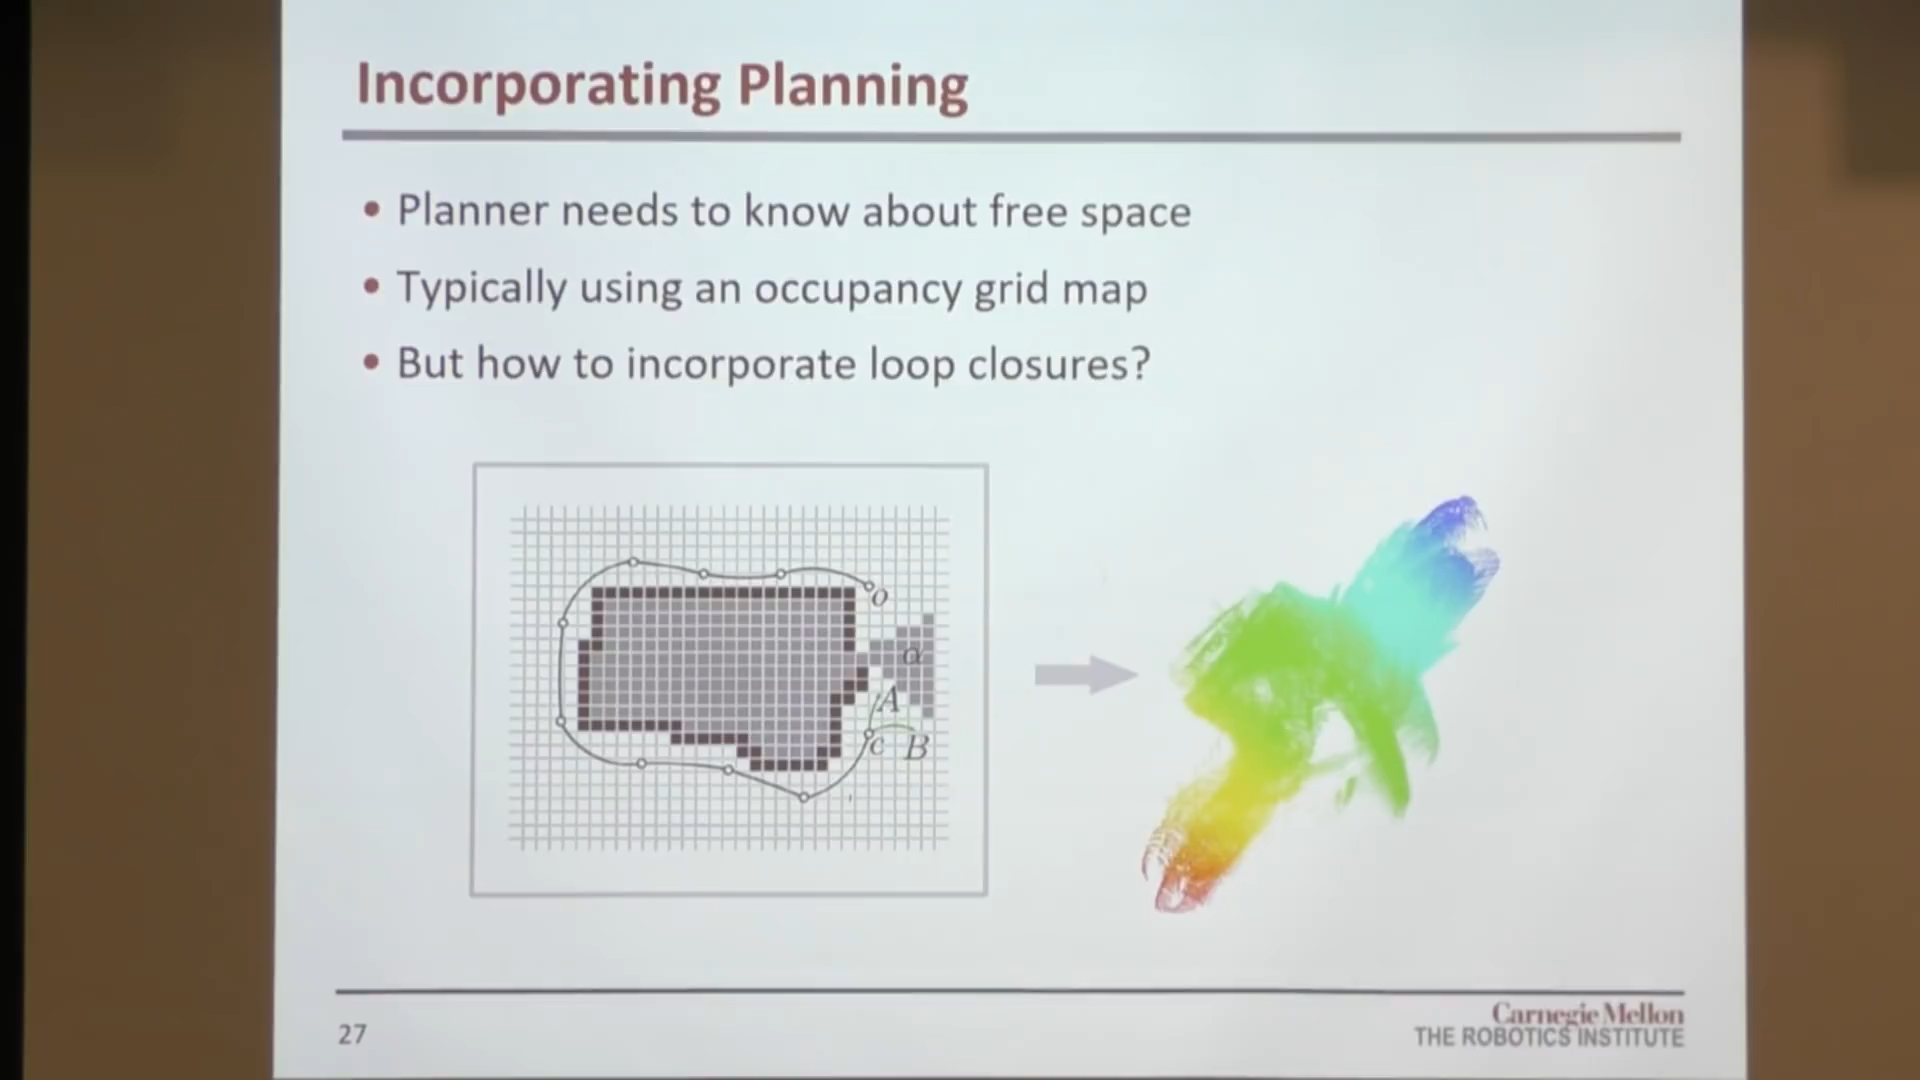 Incorporating Planning
• Planner needs to know about free space
• Typically using an occupancy grid map
• But how to incorporate loop closures?
o
α
A
c B
27
Carnegie Mellon
THE ROBOTICS INSTITUTE